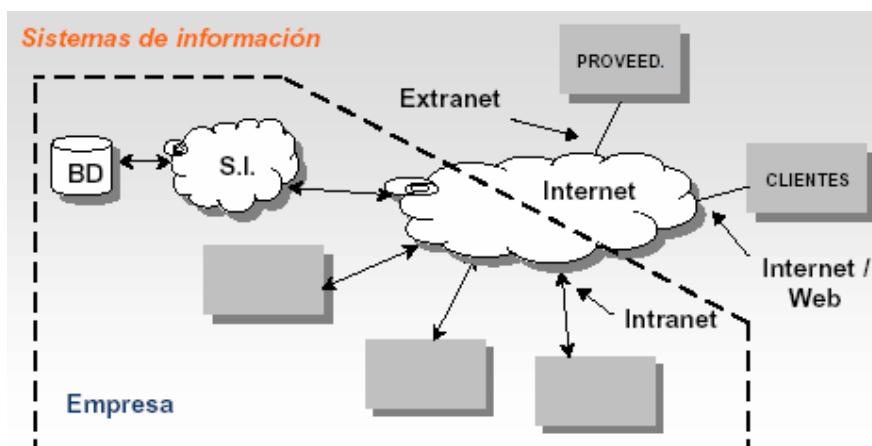 Sistemas de información
PROVEED.
Extranet
BD
S.I.
Internet
CLIENTES
Internet /
Web
Intranet
Empresa